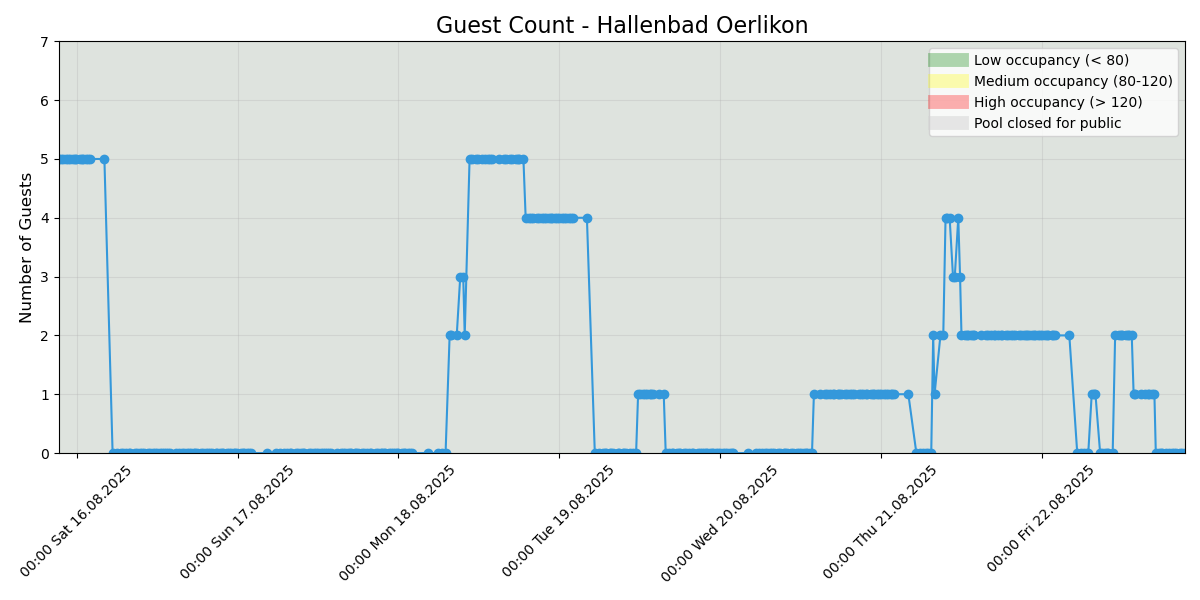 Guest Count - Hallenbad Oerlikon
Number of Guests
7
6
5
4
3
2
1
0
Low occupancy (< 80)
Medium occupancy (80-120)
High occupancy (> 120)
Pool closed for public
00:00 Sat 16.08.2025
00:00 Sun 17.08.2025
00:00 Mon 18.08.2025
00:00 Tue 19.08.2025
00:00 Wed 20.08.2025
00:00 Thu 21.08.2025
00:00 Fri 22.08.2025